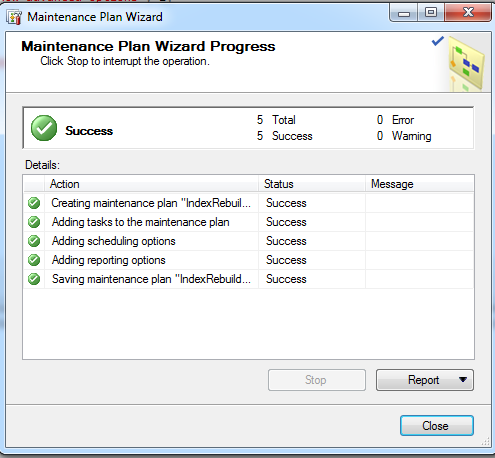 Maintenance Plan Wizard
Maintenance Plan Wizard Progress
Click Stop to interrupt the operation.
Success
5 Total
0 Error
5 Success
0 Warning
Details:
Action Status Message
Creating maintenance plan "IndexRebuil... Success
Adding tasks to the maintenance plan Success
Adding scheduling options Success
Adding reporting options Success
Saving maintenance plan "IndexRebuild... Success
Stop
Report
Close